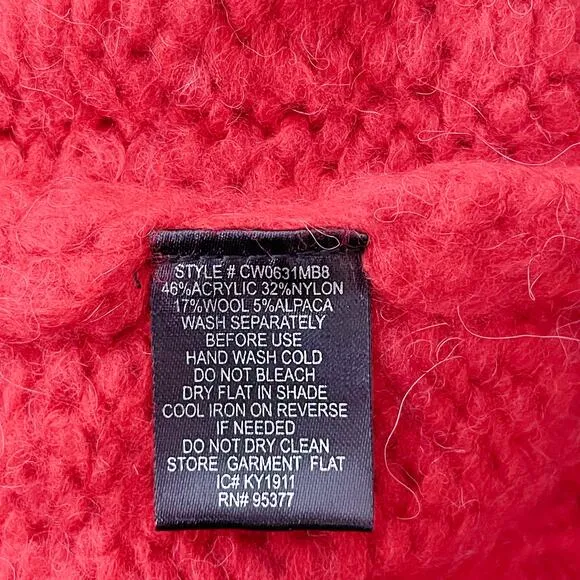 STYLE # CW0631MB8
46%ACRYLIC 32%NYLON
17%WOOL 5%ALPACA
WASH SEPARATELY
BEFORE USE
HAND WASH COLD
DO NOT BLEACH
DRY FLAT IN SHADE
COOL IRON ON REVERSE
IF NEEDED
DO NOT DRY CLEAN
STORE GARMENT FLAT
IC# KY1911
RN# 95377